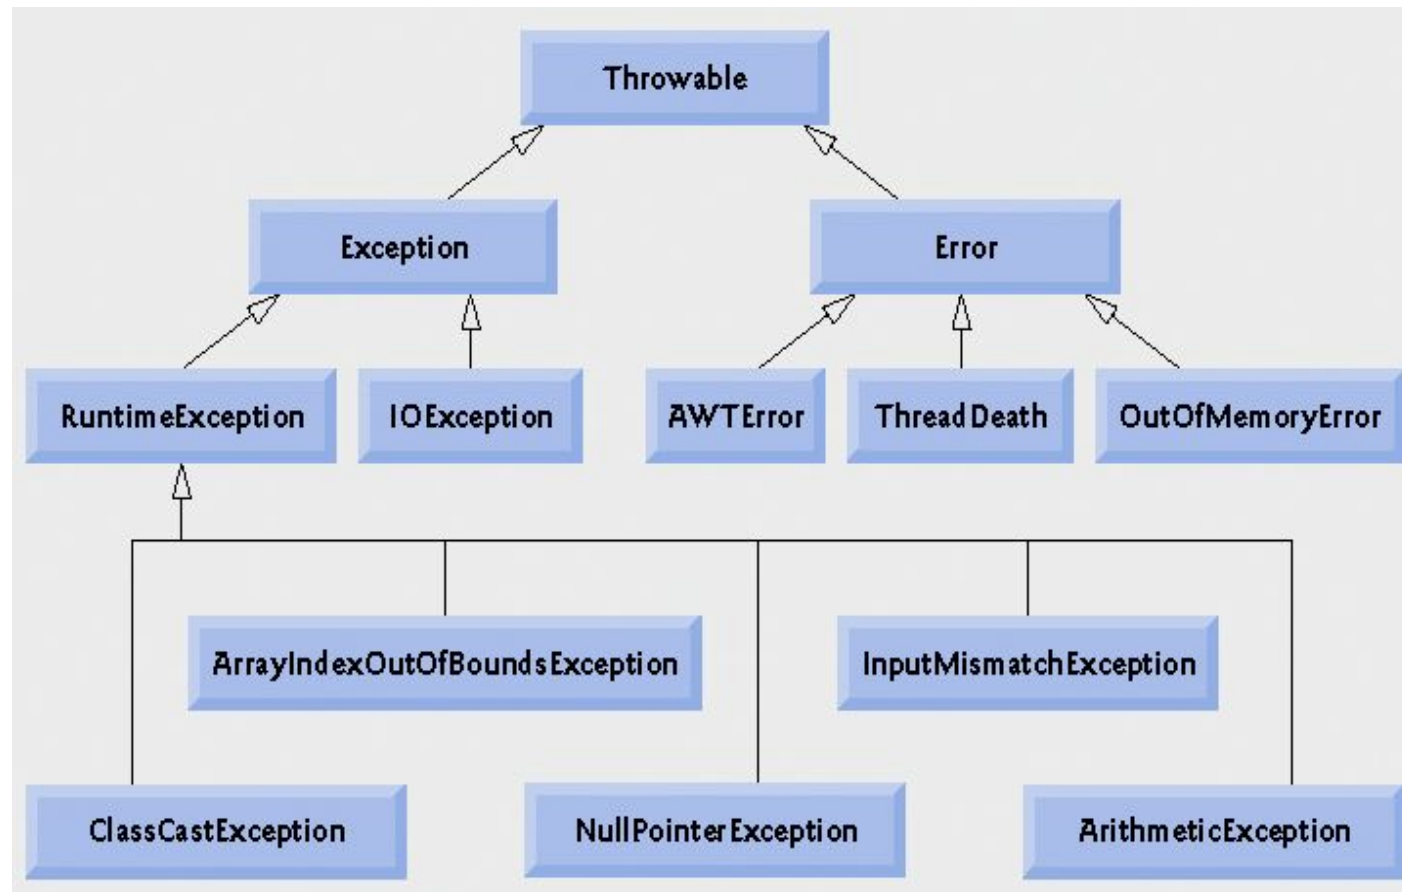 Throwable
Exception
Error
RuntimeException
IOException
AWTError
ThreadDeath
OutOfMemoryError
ArrayIndexOutOfBoundsException
InputMismatchException
ClassCastException
NullPointerException
ArithmeticException